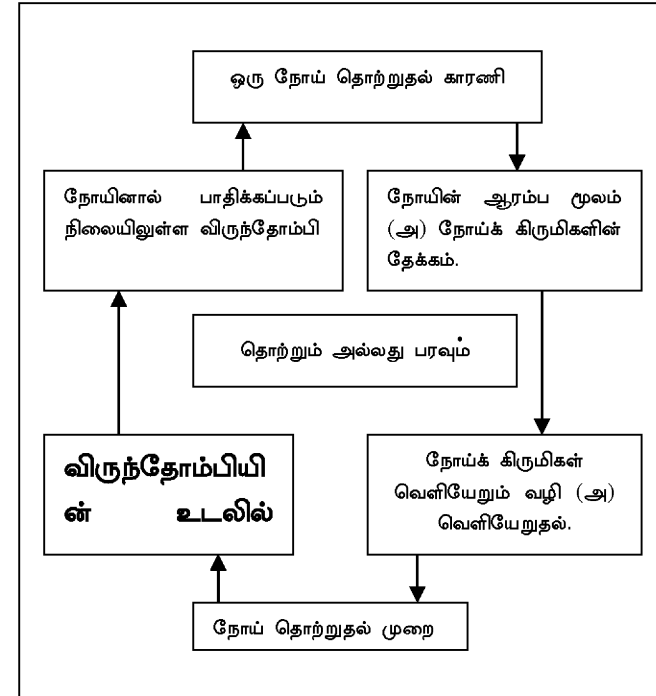 ஒரு நோய் தொற்றுதல் காரணி
நோயினால் பாதிக்கப்படும்
நிலையிலுள்ள விருந்தோம்பி
நோயின் ஆரம்ப மூலம்
(அ) நோய்க் கிருமிகளின்
தேக்கம்.
தொற்றும் அல்லது பரவும்
விருந்தோம்பியி
ன் உடலில்
நோய்க் கிருமிகள்
வெளியேறும் வழி (அ)
வெளியேறுதல்.
நோய் தொற்றுதல் முறை